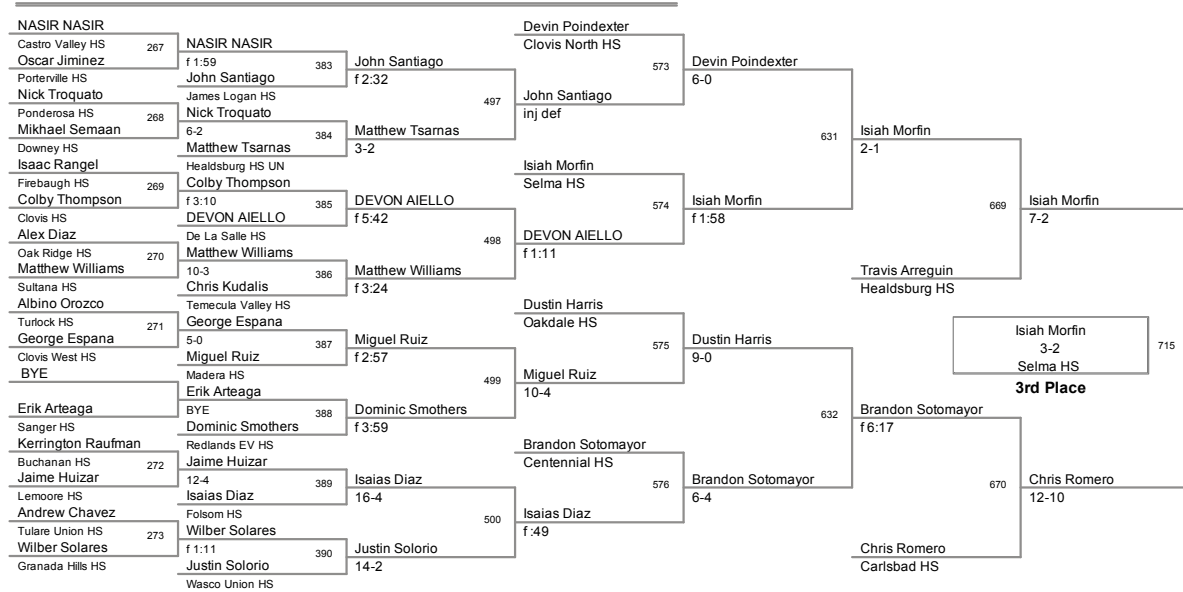 NASIR NASIR
Castro Valley HS
267
Oscar Jiminez
Porterville HS
Nick Troquato
Ponderosa HS
268
Mikhael Semaan
Downey HS
Isaac Rangel
Firebaugh HS
269
Colby Thompson
Clovis HS
Alex Diaz
Oak Ridge HS
270
Matthew Williams
Sultana HS
Albino Orozco
Turlock HS
271
George Espana
Clovis West HS
BYE
Erik Arteaga
Sanger HS
Kerrington Raufman
Buchanan HS
272
Jaime Huizar
Lemoore HS
Andrew Chavez
Tulare Union HS
273
Wilber Solares
Granada Hills HS
NASIR NASIR
f 1:59
383
John Santiago
James Logan HS
Nick Troquato
6-2
384
Matthew Tsarnas
Healdsburg HS UN
Colby Thompson
f 3:10
385
DEVON AIELLO
De La Salle HS
Matthew Williams
10-3
386
Chris Kudalis
Temecula Valley HS
George Espana
5-0
387
Miguel Ruiz
Madera HS
Erik Arteaga
BYE
388
Dominic Smothers
Redlands EV HS
Jaime Huizar
12-4
389
Isaias Diaz
Folsom HS
Wilber Solares
f 1:11
390
Justin Solorio
Wasco Union HS
John Santiago
f 2:32
497
Matthew Tsarnas
3-2
DEVON AIELLO
f 5:42
498
Matthew Williams
f 3:24
Miguel Ruiz
f 2:57
499
Dominic Smothers
f 3:59
Isaias Diaz
16-4
500
Justin Solorio
14-2
Devin Poindexter
Clovis North HS
573
John Santiago
inj def
Isiah Morfin
Selma HS
574
DEVON AIELLO
f 1:11
Dustin Harris
Oakdale HS
575
Miguel Ruiz
10-4
Brandon Sotomayor
Centennial HS
576
Isaias Diaz
f :49
Devin Poindexter
6-0
631
Isiah Morfin
f 1:58
Dustin Harris
9-0
632
Brandon Sotomayor
6-4
Isiah Morfin
2-1
669
Travis Arreguin
Healdsburg HS
Brandon Sotomayor
f 6:17
670
Chris Romero
Carlsbad HS
Isiah Morfin
7-2
Isiah Morfin
3-2
715
Selma HS
3rd Place
Chris Romero
12-10